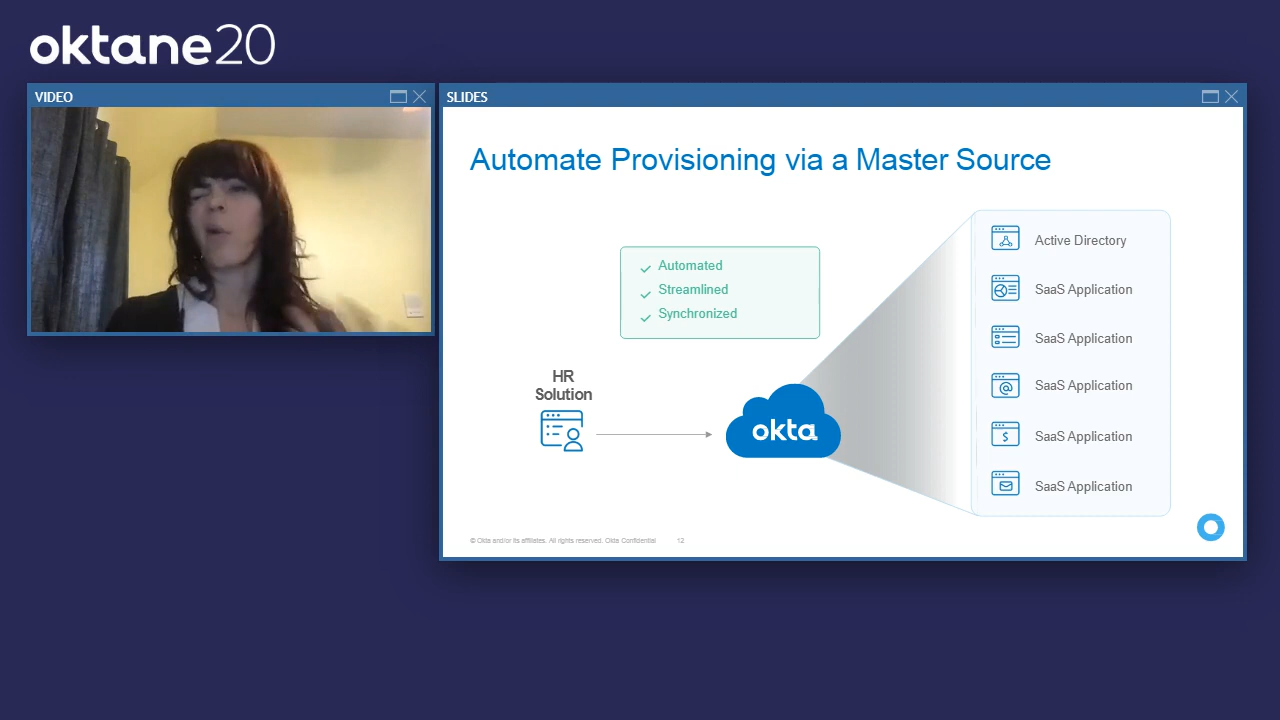 oktane20
VIDEO
SLIDES
Automate Provisioning via a Master Source
Automated
Streamlined
Synchronized
HR
Solution
okta
Active Directory
SaaS Application
SaaS Application
SaaS Application
SaaS Application
SaaS Application
© Okta and/or its affiliates. All rights reserved. Okta Confidential 12